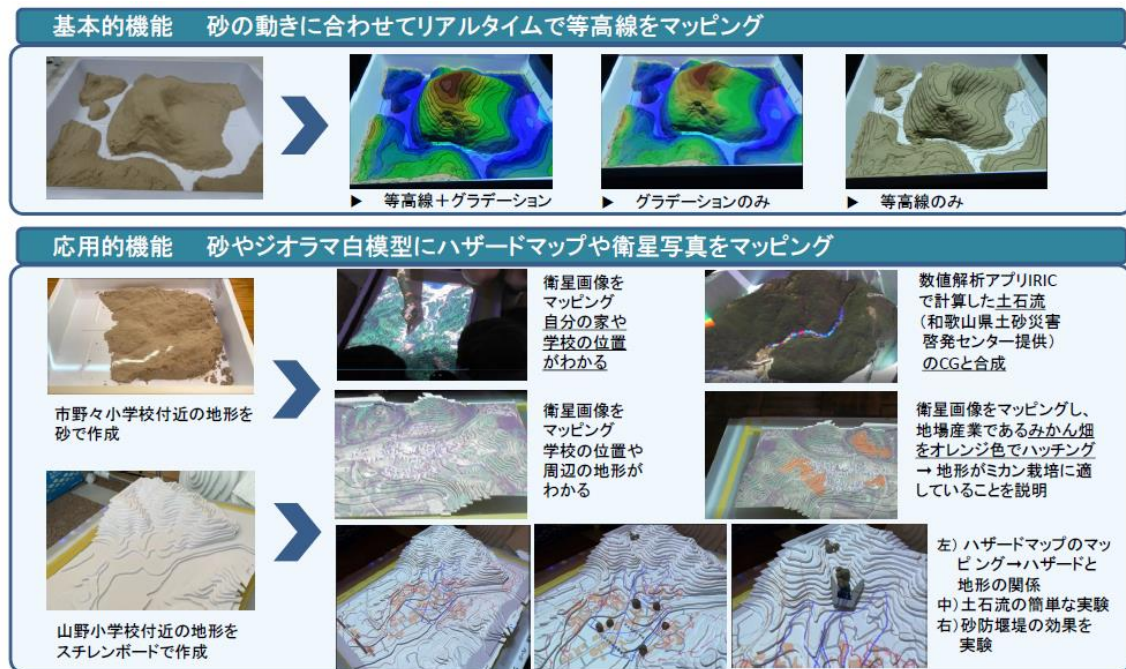 基本的機能　砂の動きに合わせてリアルタイムで等高線をマッピング
▶ 等高線＋グラデーション
▶ グラデーションのみ
▶ 等高線のみ
応用的機能　砂やジオラマ白模型にハザードマップや衛星写真をマッピング
市野々小学校付近の地形を
砂で作成
衛星画像を
マッピング
自分の家や
学校の位置
がわかる
数値解析アプリIRIC
で計算した土石流
（和歌山県土砂災害
啓発センター提供）
のCGと合成
衛星画像を
マッピング
学校の位置や
周辺の地形が
わかる
衛星画像をマッピングし、
地場産業であるみかん畑
をオレンジ色でハッチング
→ 地形がミカン栽培に適
していることを説明
山野小学校付近の地形を
スチレンボードで作成
左） ハザードマップのマッ
ピング→ハザードと
地形の関係
中）土石流の簡単な実験
右）砂防堰堤の効果を
実験